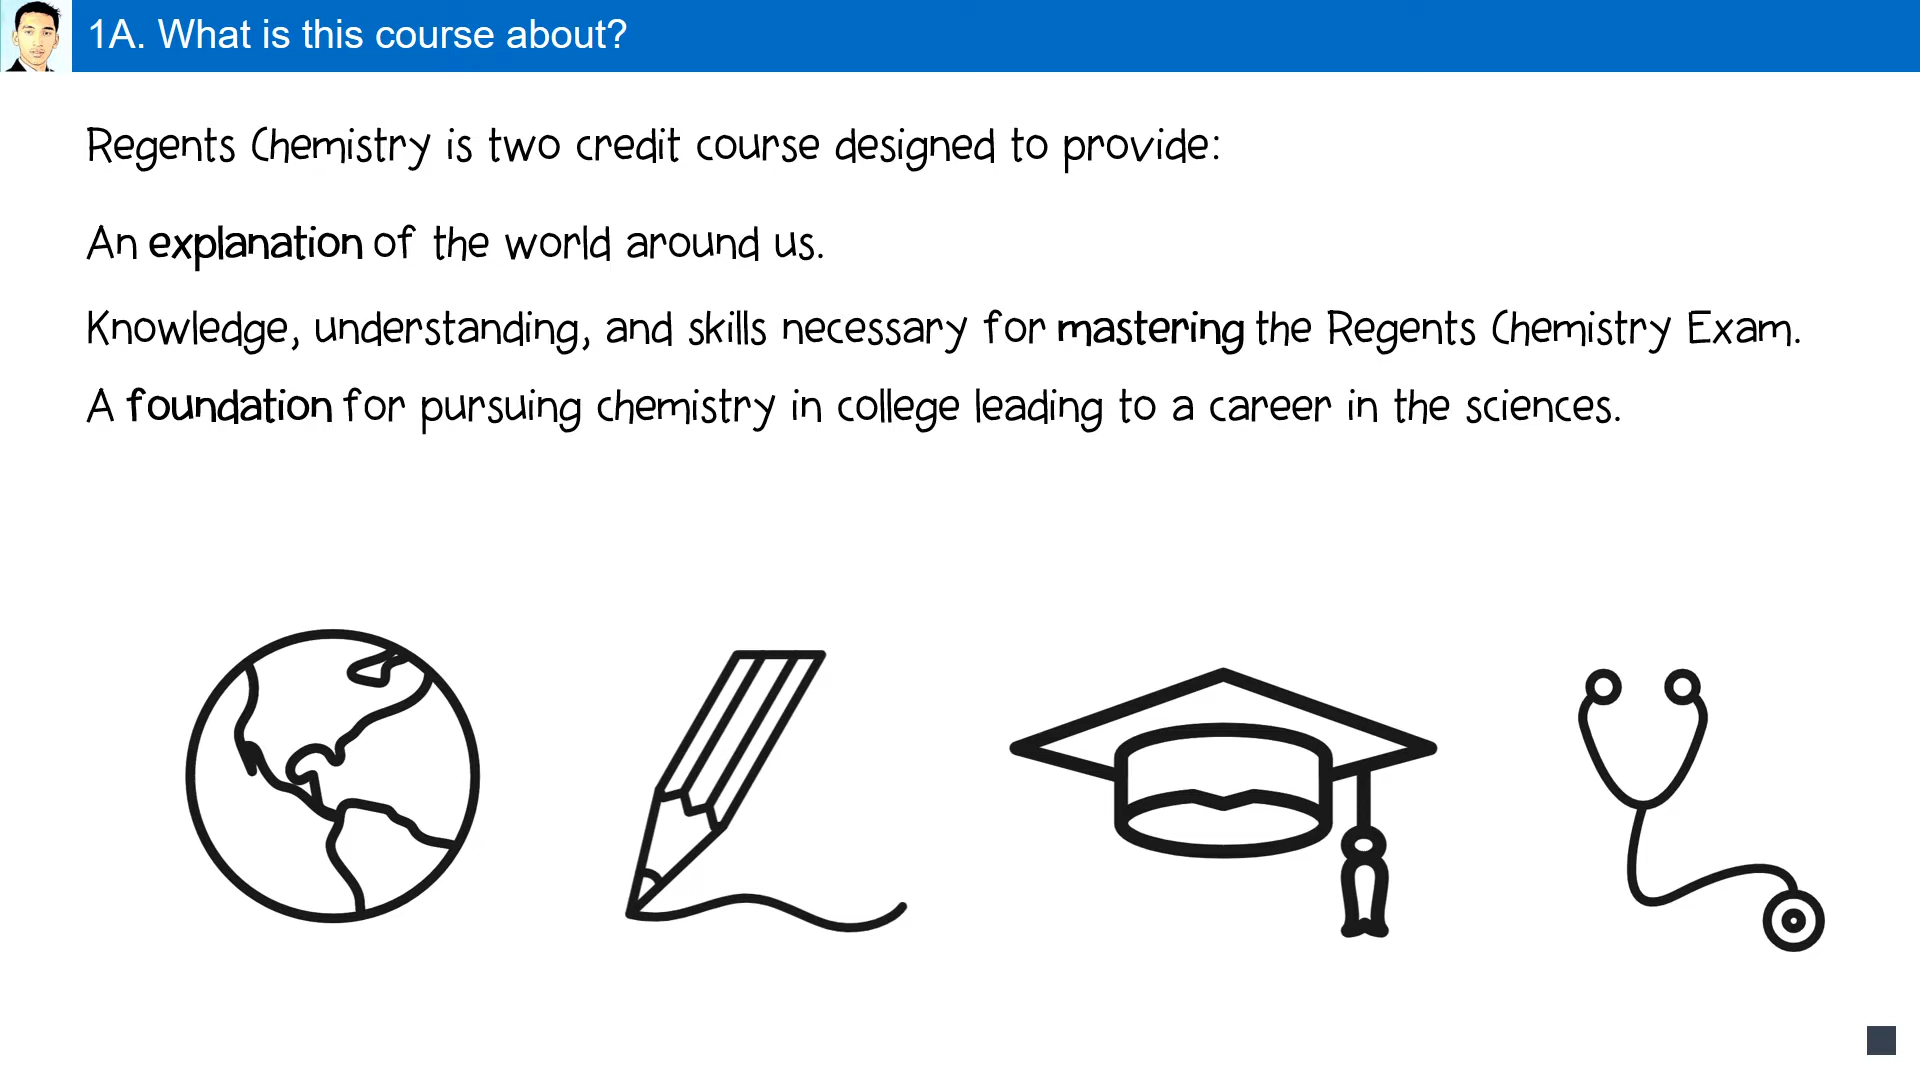 1A. What is this course about?
Regents Chemistry is two credit course designed to provide:
An explanation of the world around us.
Knowledge, understanding, and skills necessary for mastering the Regents Chemistry Exam.
A foundation for pursuing chemistry in college leading to a career in the sciences.